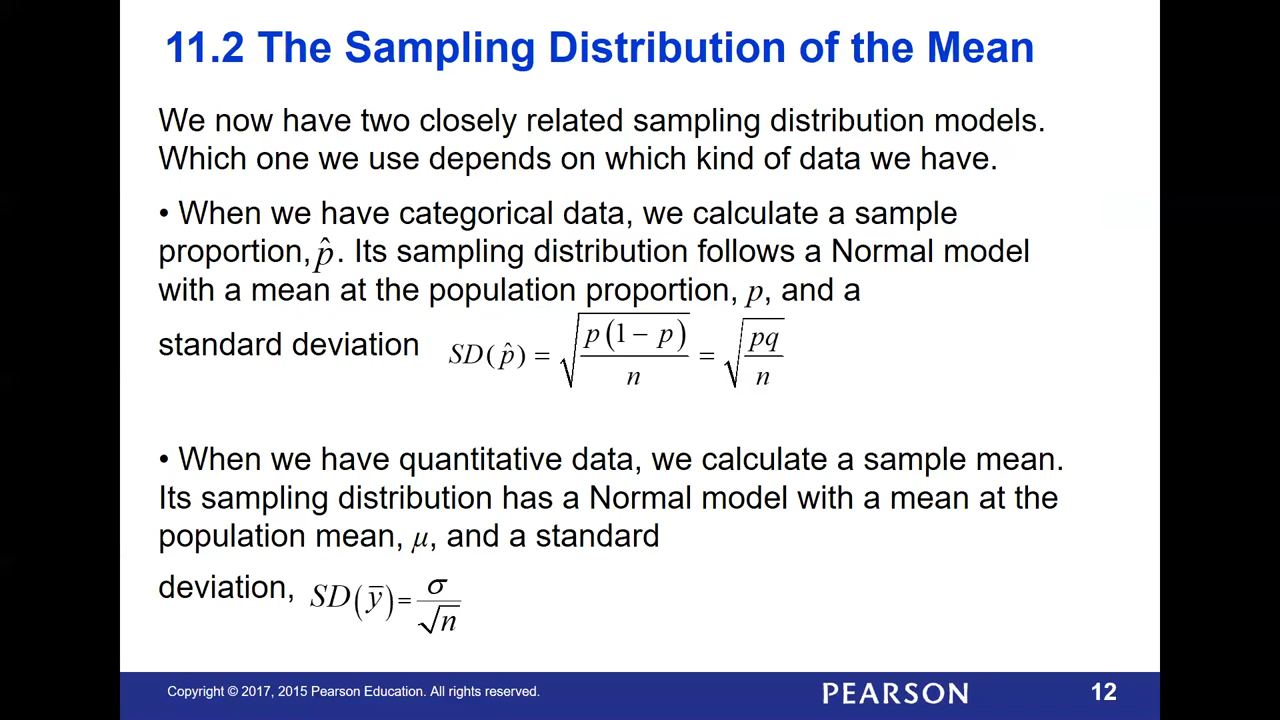 11.2 The Sampling Distribution of the Mean
We now have two closely related sampling distribution models.
Which one we use depends on which kind of data we have.
• When we have categorical data, we calculate a sample
proportion, p̂. Its sampling distribution follows a Normal model
with a mean at the population proportion, p, and a
standard deviation SD(p̂) = √(p(1 − p)/n) = √(pq/n)
• When we have quantitative data, we calculate a sample mean.
Its sampling distribution has a Normal model with a mean at the
population mean, μ, and a standard
deviation, SD(y̅) = σ/√n
Copyright © 2017, 2015 Pearson Education. All rights reserved. PEARSON 12